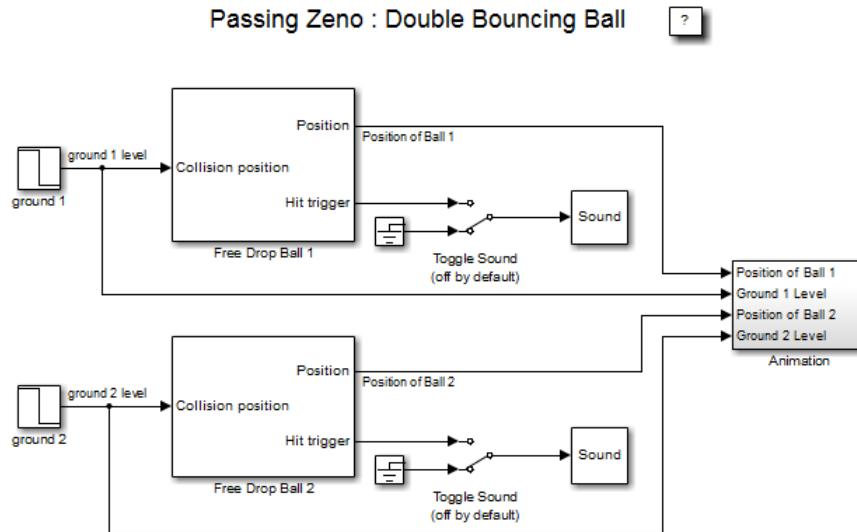 Passing Zeno : Double Bouncing Ball
?
Position
Position of Ball 1
ground 1 level
Collision position
ground 1
Hit trigger
Sound
Free Drop Ball 1
Toggle Sound
(off by default)
Position of Ball 1
Ground 1 Level
Position of Ball 2
Ground 2 Level
Animation
Position
Position of Ball 2
ground 2 level
Collision position
ground 2
Hit trigger
Sound
Free Drop Ball 2
Toggle Sound
(off by default)